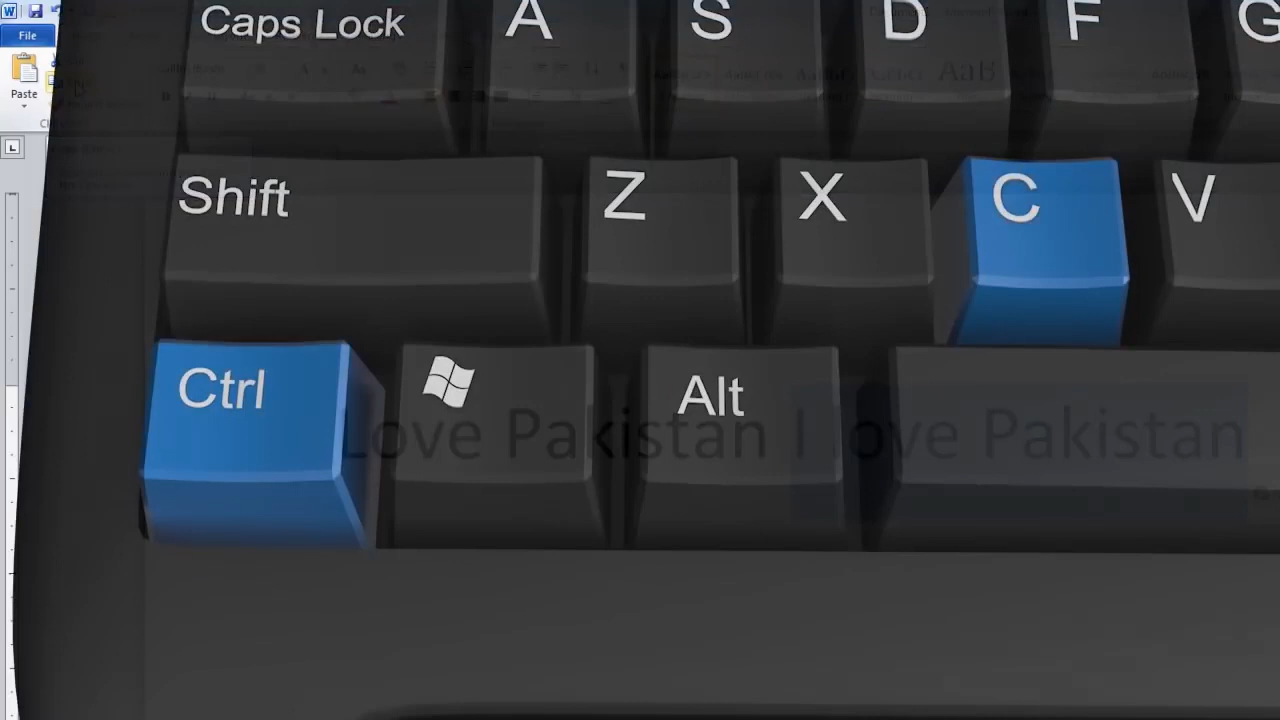 File
Paste
Caps Lock A S D F G
Shift Z X C V
Ctrl Alt
Love Pakistan I love Pakistan